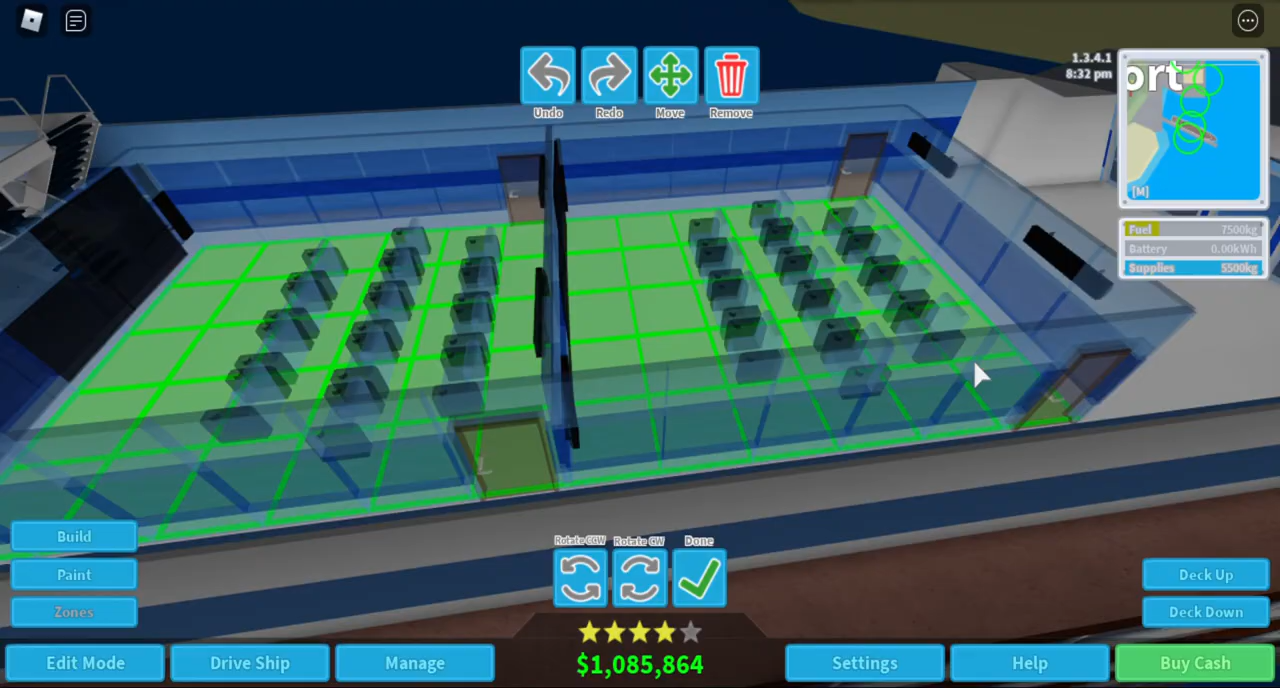 Undo
Redo
Move
Remove
1.3.4.1
8:32 pm
ort
[M]
Fuel 7500kg
Battery 0.00kWh
Supplies 5500kg
Rotate CCW
Rotate CW
Done
Build
Paint
Zones
Deck Up
Deck Down
Edit Mode
Drive Ship
Manage
$1,085,864
Settings
Help
Buy Cash